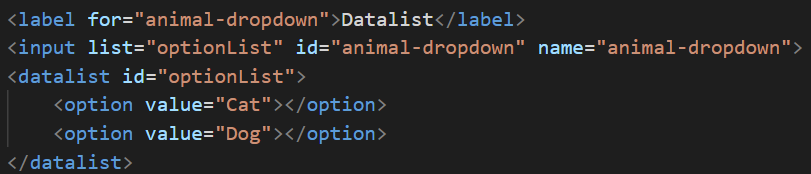 <label for="animal-dropdown">Datalist</label>
<input list="optionList" id="animal-dropdown" name="animal-dropdown">
<datalist id="optionList">
    <option value="Cat"></option>
    <option value="Dog"></option>
</datalist>